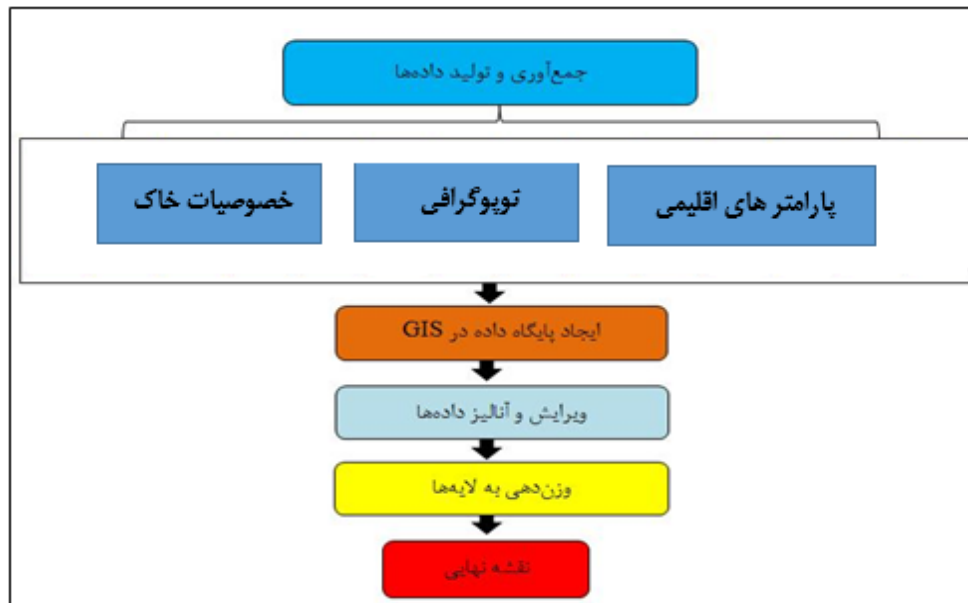 جمع‌آوری و تولید داده‌ها
پارامتر های اقلیمی
توپوگرافی
خصوصیات خاک
ایجاد پایگاه داده در GIS
ویرایش و آنالیز داده‌ها
وزن‌دهی به لایه‌ها
نقشه نهایی